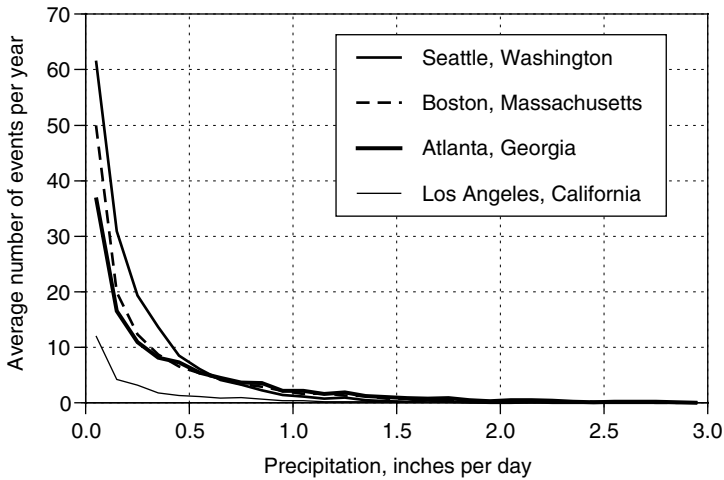 Average number of events per year
70
60
50
40
30
20
10
0
Seattle, Washington
Boston, Massachusetts
Atlanta, Georgia
Los Angeles, California
0.0 0.5 1.0 1.5 2.0 2.5 3.0
Precipitation, inches per day